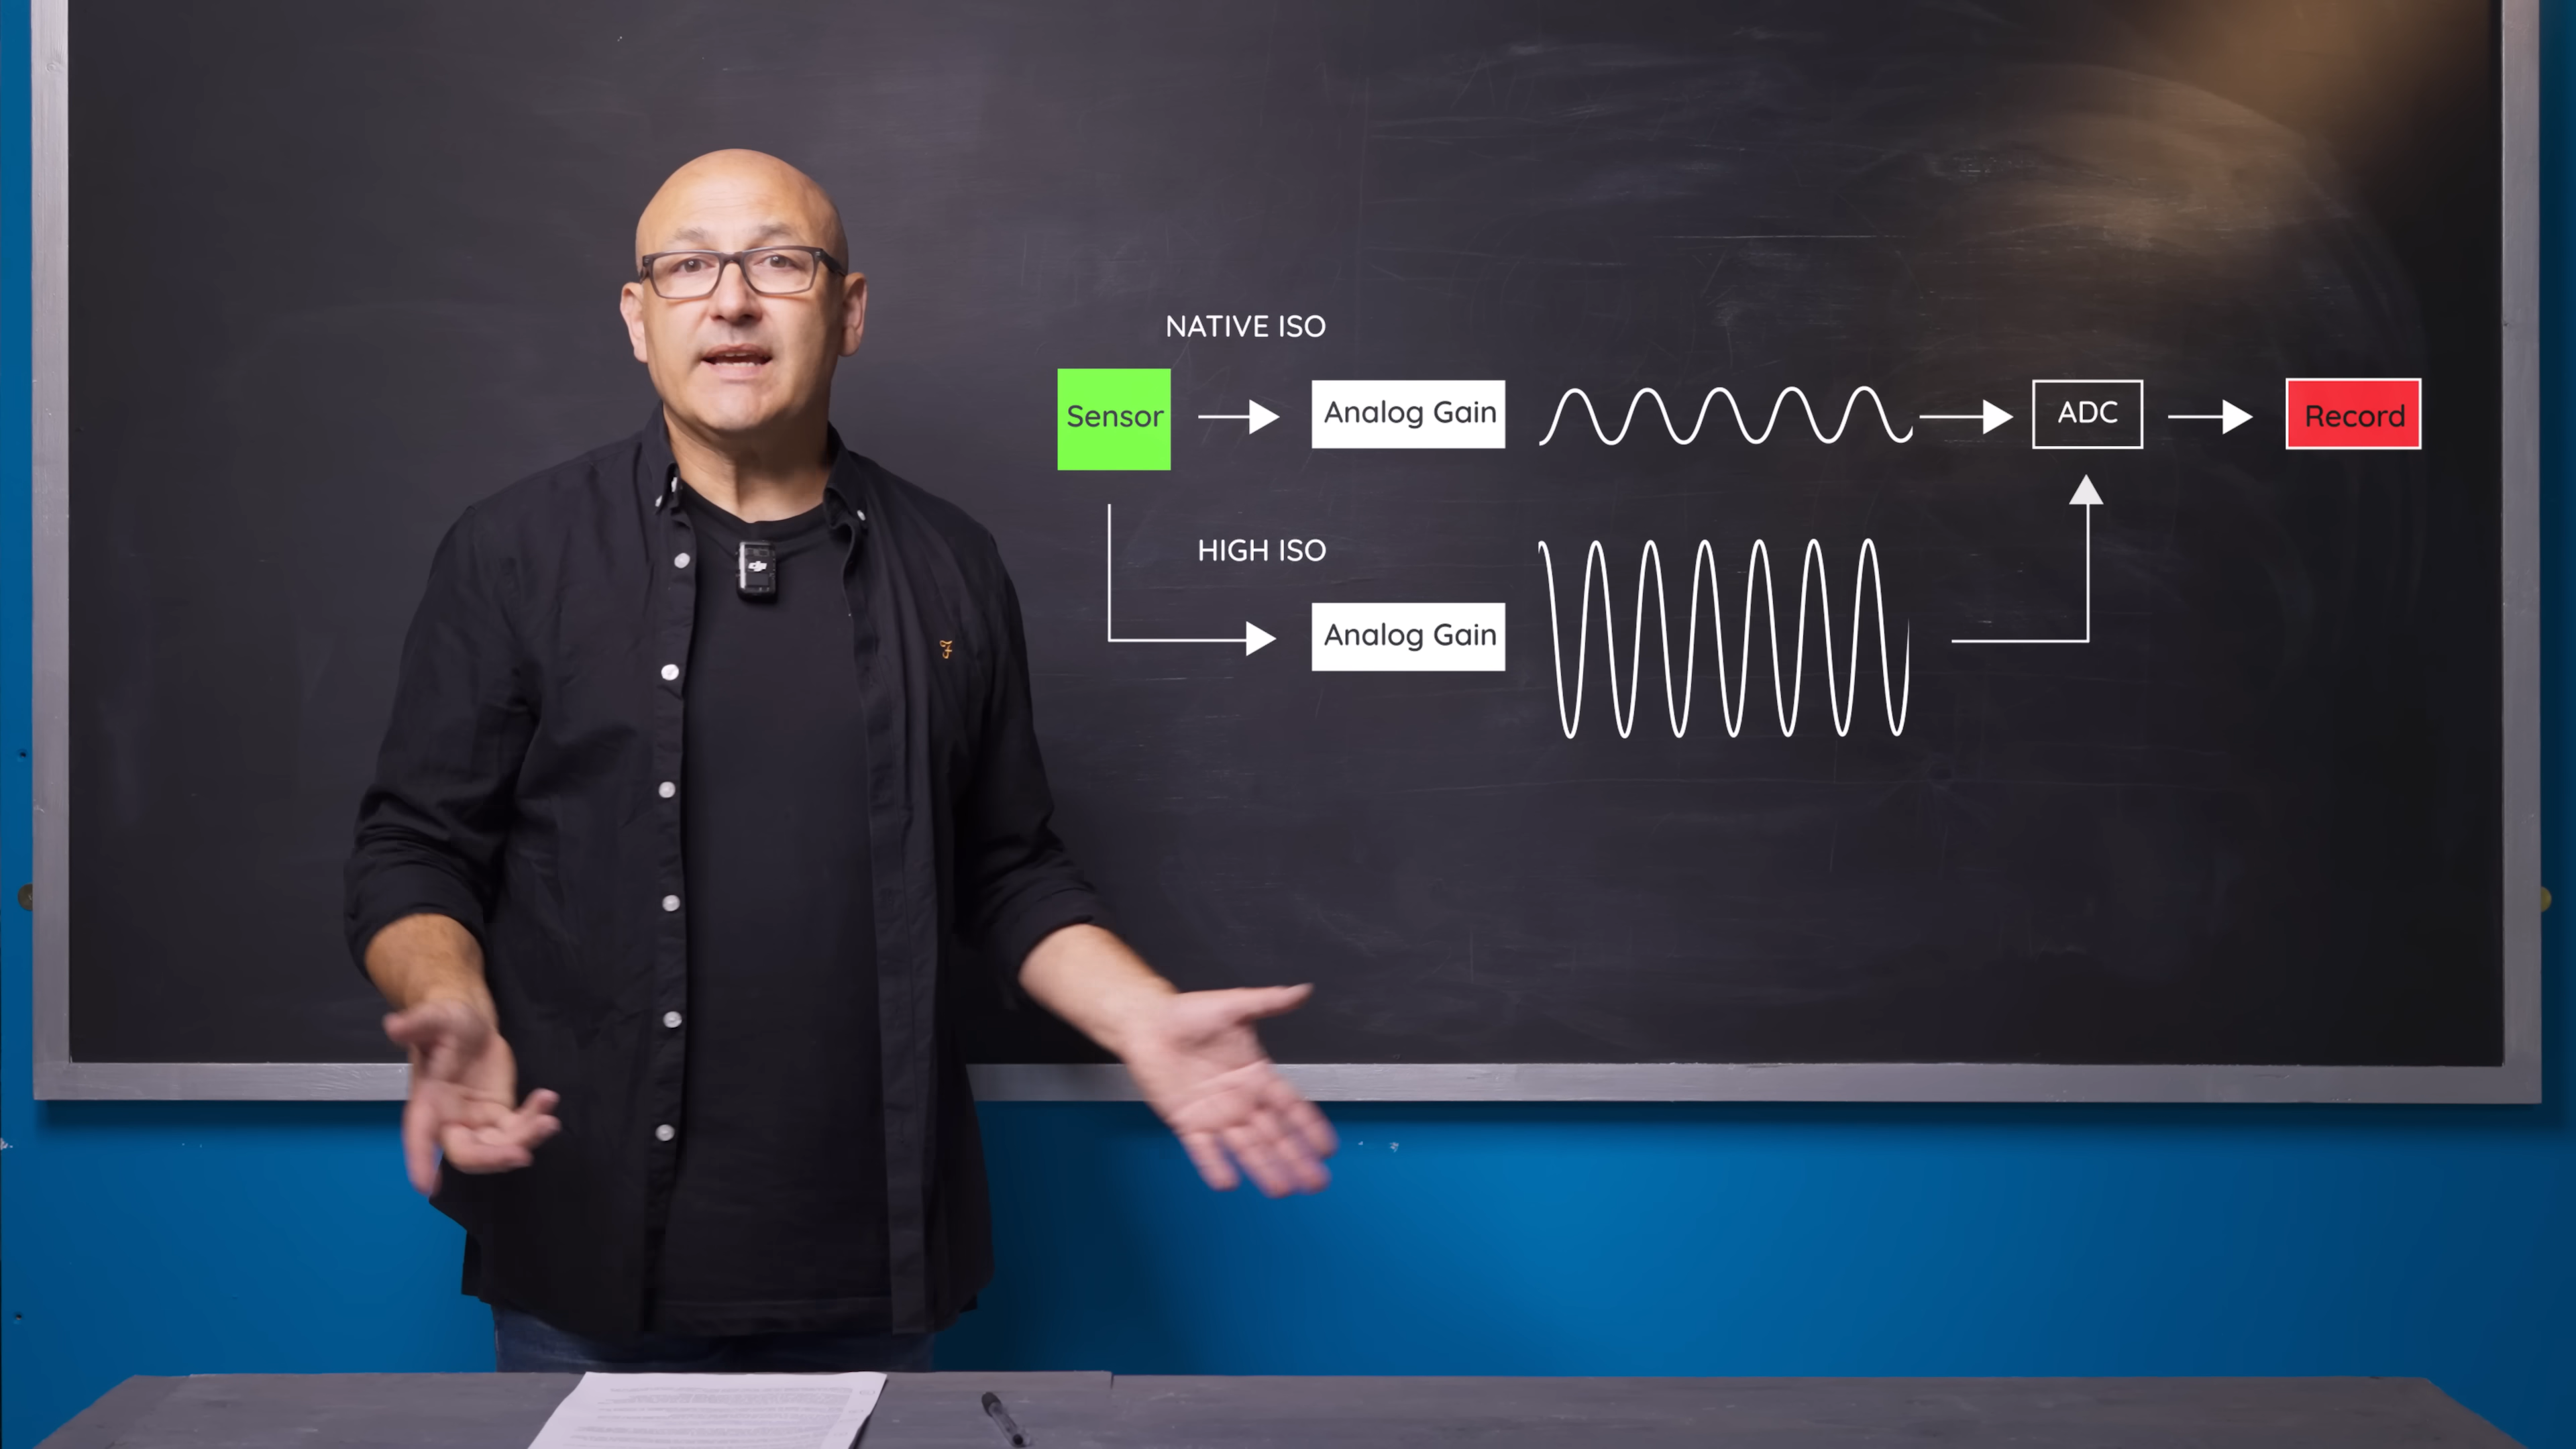 NATIVE ISO
Sensor
Analog Gain
ADC
Record
HIGH ISO
Analog Gain